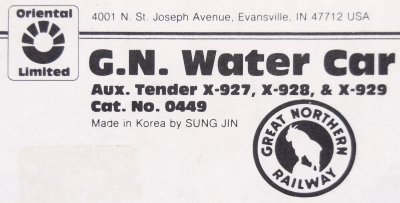 Oriental
Limited
4001 N. St. Joseph Avenue, Evansville, IN 47712 USA
G.N. Water Car
Aux. Tender X-927, X-928, & X-929
Cat. No. 0449
Made in Korea by SUNG JIN
GREAT NORTHERN
RAILWAY